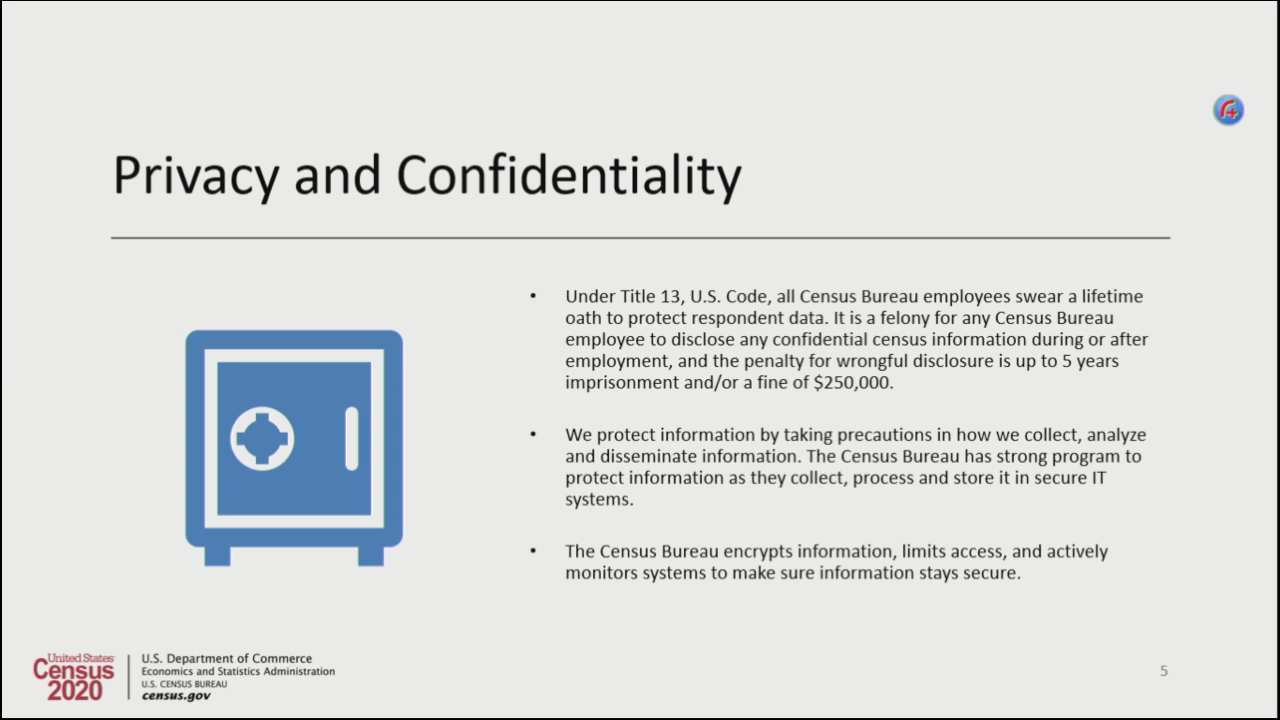 Privacy and Confidentiality
• Under Title 13, U.S. Code, all Census Bureau employees swear a lifetime
oath to protect respondent data. It is a felony for any Census Bureau
employee to disclose any confidential census information during or after
employment, and the penalty for wrongful disclosure is up to 5 years
imprisonment and/or a fine of $250,000.
• We protect information by taking precautions in how we collect, analyze
and disseminate information. The Census Bureau has strong program to
protect information as they collect, process and store it in secure IT
systems.
• The Census Bureau encrypts information, limits access, and actively
monitors systems to make sure information stays secure.
United States
Census
2020
U.S. Department of Commerce
Economics and Statistics Administration
U.S. CENSUS BUREAU
census.gov
5